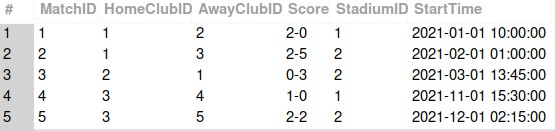 # MatchID HomeClubID AwayClubID Score StadiumID StartTime
1 1 1 2 2-0 1 2021-01-01 10:00:00
2 2 1 3 2-5 2 2021-02-01 01:00:00
3 3 2 1 0-3 2 2021-03-01 13:45:00
4 4 3 4 1-0 1 2021-11-01 15:30:00
5 5 3 5 2-2 2 2021-12-01 02:15:00